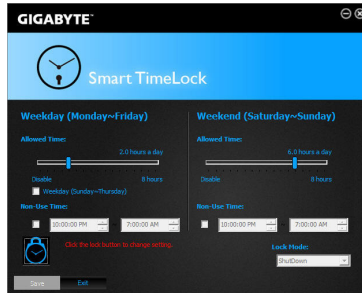 GIGABYTE™
Smart TimeLock
Weekday (Monday~Friday)
Allowed Time:
2.0 hours a day
Disable 8 hours
Weekday (Sunday~Thursday)
Non-Use Time:
10:00:00 PM ~ 7:00:00 AM
Click the lock button to change setting.
Weekend (Saturday~Sunday)
Allowed Time:
6.0 hours a day
Disable 8 hours
Non-Use Time:
10:00:00 PM ~ 7:00:00 AM
Lock Mode:
ShutDown
Save Exit